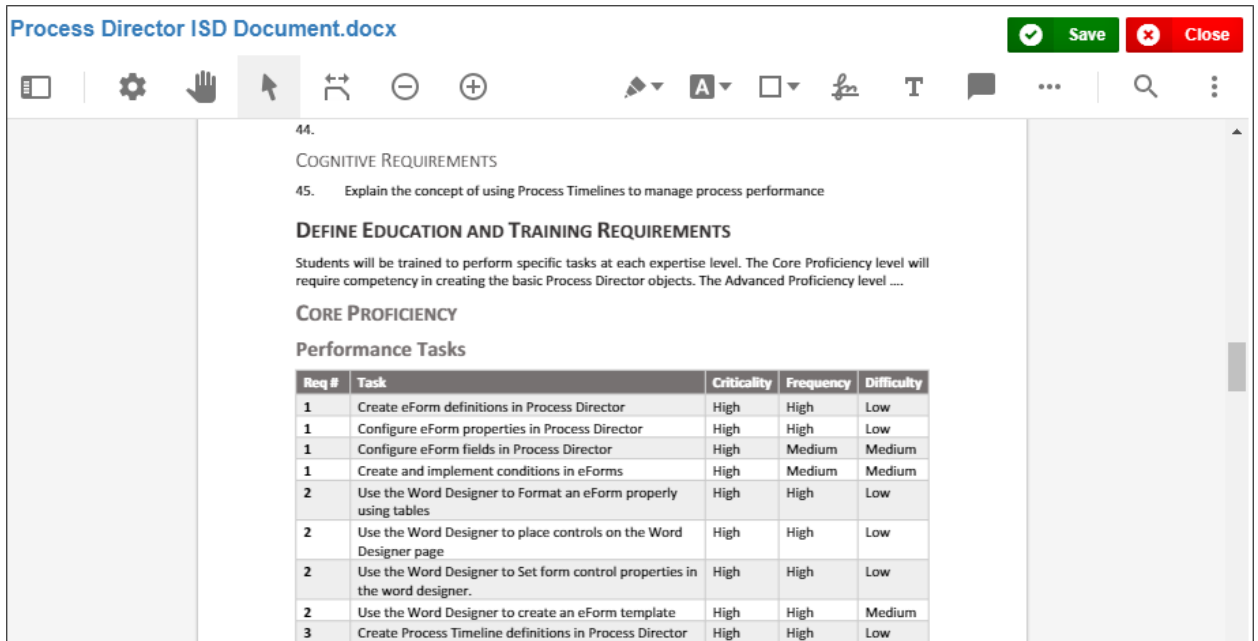 Process Director ISD Document.docx
Save
Close
A
T
44.
COGNITIVE REQUIREMENTS
45. Explain the concept of using Process Timelines to manage process performance
DEFINE EDUCATION AND TRAINING REQUIREMENTS
Students will be trained to perform specific tasks at each expertise level. The Core Proficiency level will
require competency in creating the basic Process Director objects. The Advanced Proficiency level ....
CORE PROFICIENCY
Performance Tasks
Req # Task Criticality Frequency Difficulty
1 Create eForm definitions in Process Director High High Low
1 Configure eForm properties in Process Director High High Low
1 Configure eForm fields in Process Director High Medium Medium
1 Create and implement conditions in eForms High Medium Medium
2 Use the Word Designer to Format an eForm properly High High Low
using tables
2 Use the Word Designer to place controls on the Word High High Low
Designer page
2 Use the Word Designer to Set form control properties in High High Low
the word designer.
2 Use the Word Designer to create an eForm template High High Medium
3 Create Process Timeline definitions in Process Director High High Low